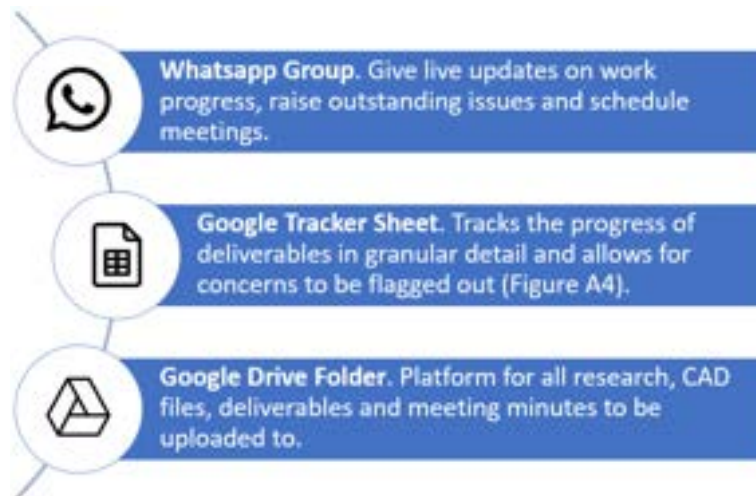 Whatsapp Group. Give live updates on work
progress, raise outstanding issues and schedule
meetings.
Google Tracker Sheet. Tracks the progress of
deliverables in granular detail and allows for
concerns to be flagged out (Figure A4).
Google Drive Folder. Platform for all research, CAD
files, deliverables and meeting minutes to be
uploaded to.